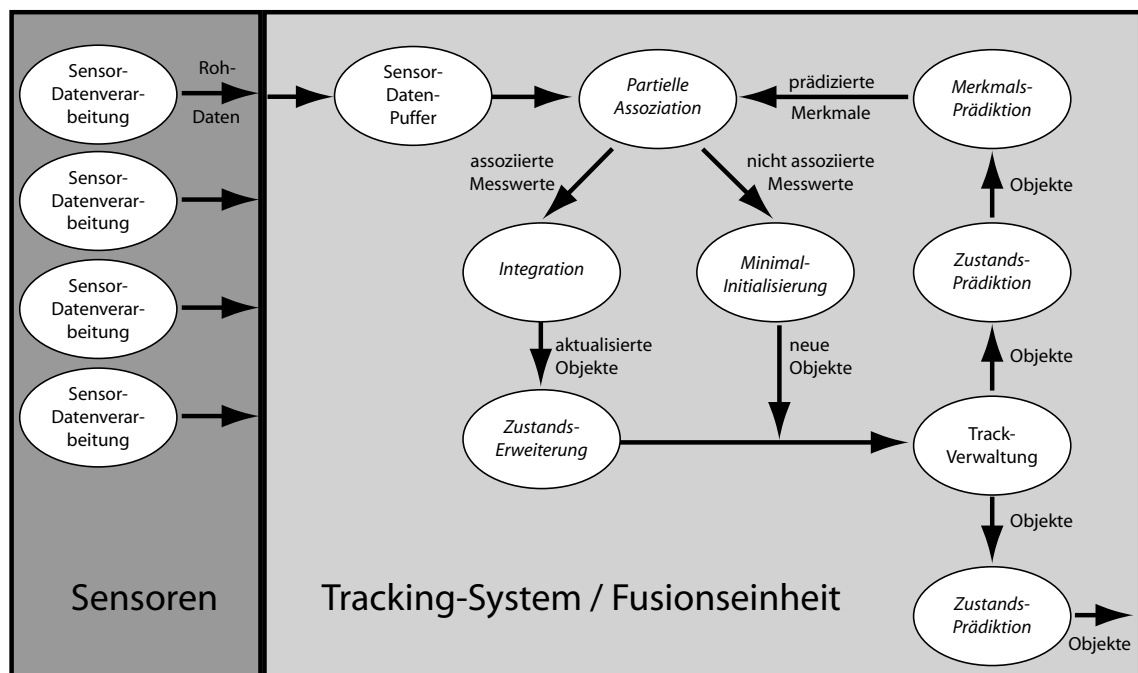 Sensor-
Datenverar-
beitung
Roh-
Daten
Sensor-
Daten-
Puffer
Partielle
Assoziation
prädizierte
Merkmale
Merkmals-
Prädiktion
Sensor-
Datenverar-
beitung
assoziierte
Messwerte
nicht assoziierte
Messwerte
Objekte
Integration
Minimal-
Initialisierung
Zustands-
Prädiktion
Sensor-
Datenverar-
beitung
aktualisierte
Objekte
neue
Objekte
Objekte
Sensor-
Datenverar-
beitung
Zustands-
Erweiterung
Track-
Verwaltung
Objekte
Sensoren
Tracking-System / Fusionseinheit
Zustands-
Prädiktion
Objekte